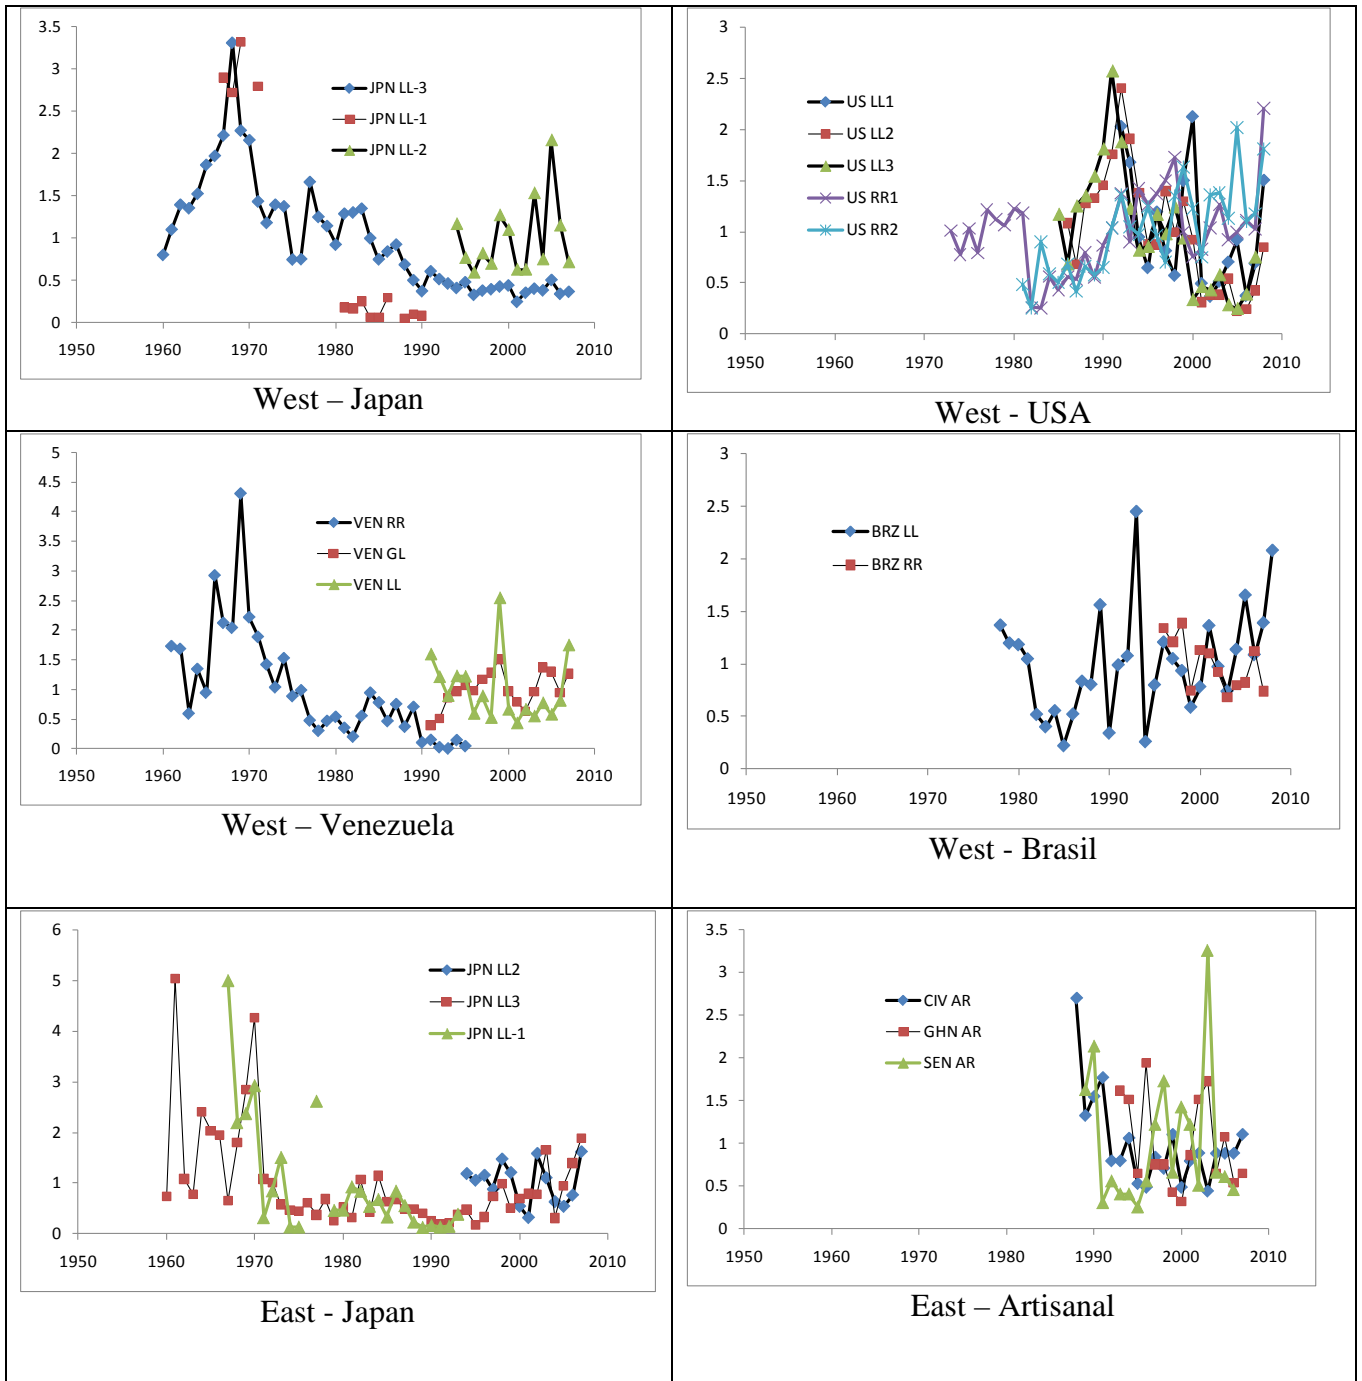 3.5
3
2.5
2
1.5
1
0.5
0
1950 1960 1970 1980 1990 2000 2010
JPN LL-3
JPN LL-1
JPN LL-2
West – Japan
3
2.5
2
1.5
1
0.5
0
1950 1960 1970 1980 1990 2000 2010
US LL1
US LL2
US LL3
US RR1
US RR2
West - USA
5
4.5
4
3.5
3
2.5
2
1.5
1
0.5
0
1950 1960 1970 1980 1990 2000 2010
VEN RR
VEN GL
VEN LL
West – Venezuela
3
2.5
2
1.5
1
0.5
0
1950 1960 1970 1980 1990 2000 2010
BRZ LL
BRZ RR
West - Brasil
6
5
4
3
2
1
0
1950 1960 1970 1980 1990 2000 2010
JPN LL2
JPN LL3
JPN LL-1
East - Japan
3.5
3
2.5
2
1.5
1
0.5
0
1950 1960 1970 1980 1990 2000 2010
CIV AR
GHN AR
SEN AR
East – Artisanal